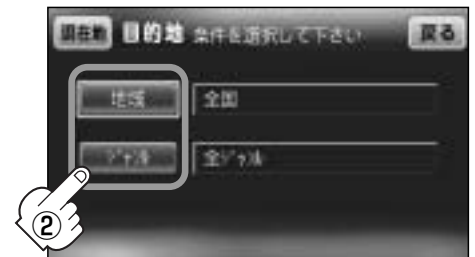 現在地 目的地 条件を選択して下さい 戻る
地域 全国
ジャンル 全ジャンル
②